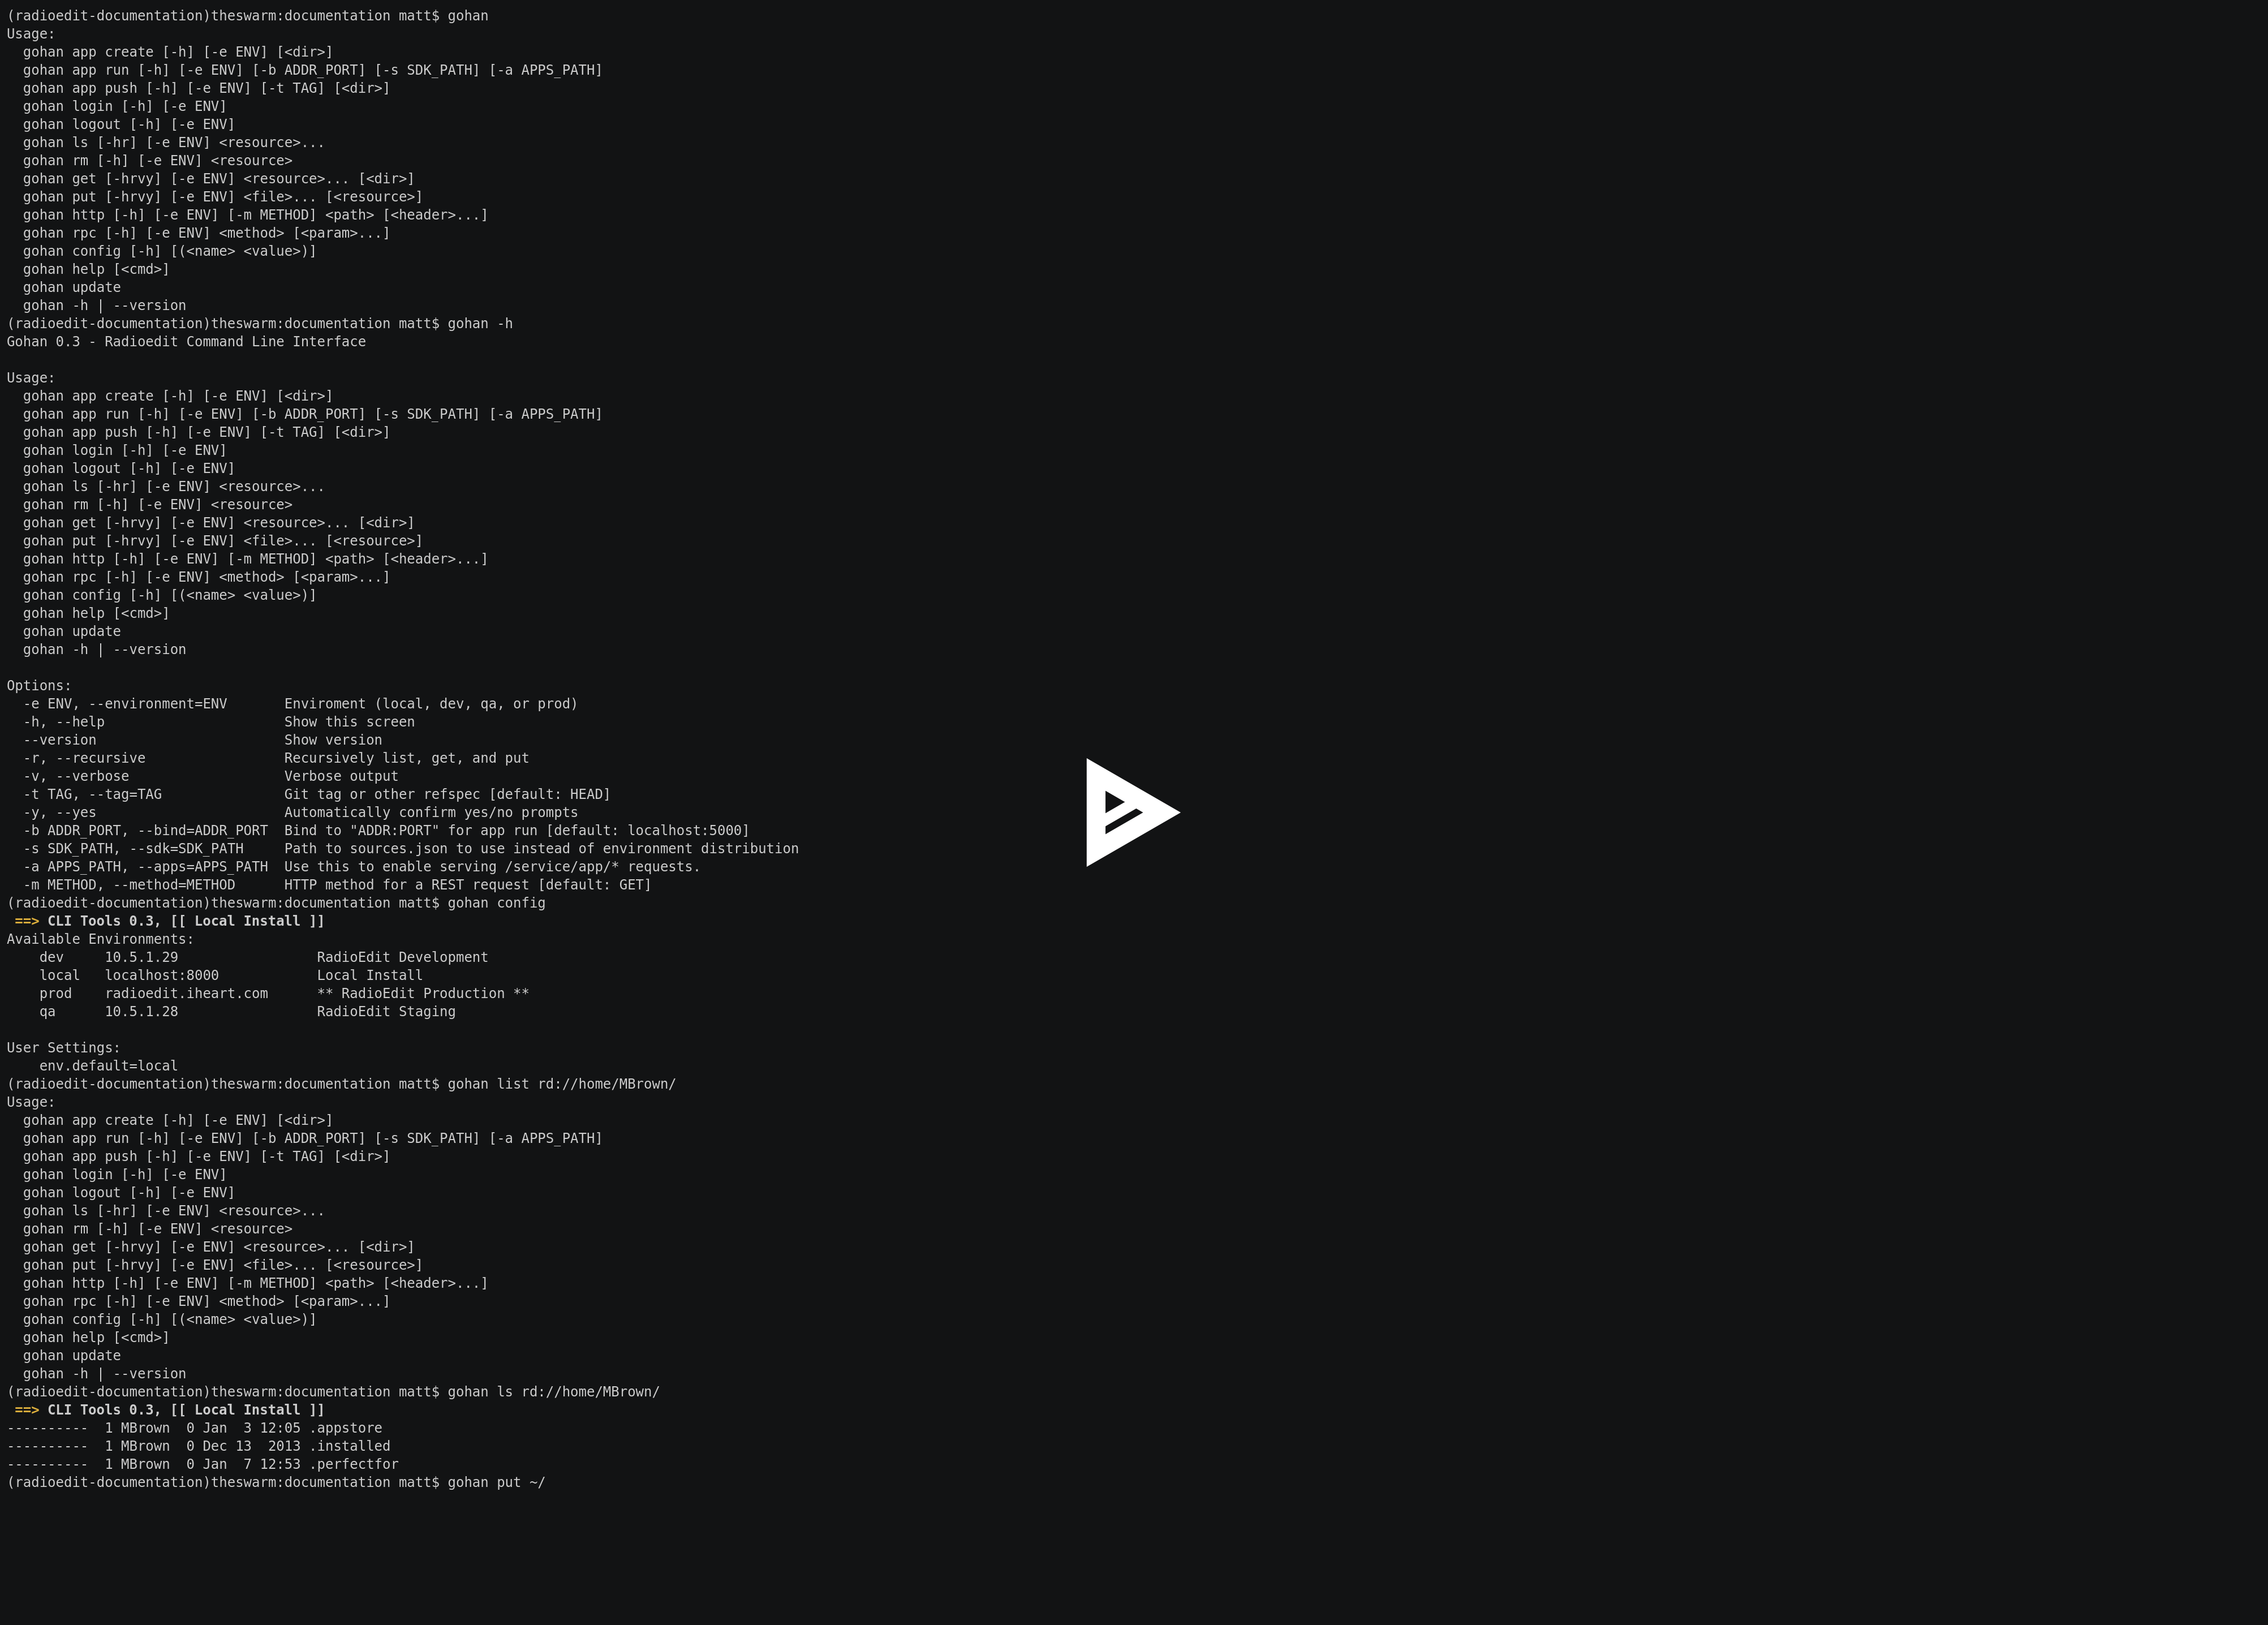 (radioedit-documentation)theswarm:documentation matt$ gohan
Usage:
  gohan app create [-h] [-e ENV] [<dir>]
  gohan app run [-h] [-e ENV] [-b ADDR_PORT] [-s SDK_PATH] [-a APPS_PATH]
  gohan app push [-h] [-e ENV] [-t TAG] [<dir>]
  gohan login [-h] [-e ENV]
  gohan logout [-h] [-e ENV]
  gohan ls [-hr] [-e ENV] <resource>...
  gohan rm [-h] [-e ENV] <resource>
  gohan get [-hrvy] [-e ENV] <resource>... [<dir>]
  gohan put [-hrvy] [-e ENV] <file>... [<resource>]
  gohan http [-h] [-e ENV] [-m METHOD] <path> [<header>...]
  gohan rpc [-h] [-e ENV] <method> [<param>...]
  gohan config [-h] [(<name> <value>)]
  gohan help [<cmd>]
  gohan update
  gohan -h | --version
(radioedit-documentation)theswarm:documentation matt$ gohan -h
Gohan 0.3 - Radioedit Command Line Interface

Usage:
  gohan app create [-h] [-e ENV] [<dir>]
  gohan app run [-h] [-e ENV] [-b ADDR_PORT] [-s SDK_PATH] [-a APPS_PATH]
  gohan app push [-h] [-e ENV] [-t TAG] [<dir>]
  gohan login [-h] [-e ENV]
  gohan logout [-h] [-e ENV]
  gohan ls [-hr] [-e ENV] <resource>...
  gohan rm [-h] [-e ENV] <resource>
  gohan get [-hrvy] [-e ENV] <resource>... [<dir>]
  gohan put [-hrvy] [-e ENV] <file>... [<resource>]
  gohan http [-h] [-e ENV] [-m METHOD] <path> [<header>...]
  gohan rpc [-h] [-e ENV] <method> [<param>...]
  gohan config [-h] [(<name> <value>)]
  gohan help [<cmd>]
  gohan update
  gohan -h | --version

Options:
  -e ENV, --environment=ENV       Enviroment (local, dev, qa, or prod)
  -h, --help                      Show this screen
  --version                       Show version
  -r, --recursive                 Recursively list, get, and put
  -v, --verbose                   Verbose output
  -t TAG, --tag=TAG               Git tag or other refspec [default: HEAD]
  -y, --yes                       Automatically confirm yes/no prompts
  -b ADDR_PORT, --bind=ADDR_PORT  Bind to "ADDR:PORT" for app run [default: localhost:5000]
  -s SDK_PATH, --sdk=SDK_PATH     Path to sources.json to use instead of environment distribution
  -a APPS_PATH, --apps=APPS_PATH  Use this to enable serving /service/app/* requests.
  -m METHOD, --method=METHOD      HTTP method for a REST request [default: GET]
(radioedit-documentation)theswarm:documentation matt$ gohan config
 ==> CLI Tools 0.3, [[ Local Install ]]
Available Environments:
    dev     10.5.1.29                 RadioEdit Development
    local   localhost:8000            Local Install
    prod    radioedit.iheart.com      ** RadioEdit Production **
    qa      10.5.1.28                 RadioEdit Staging

User Settings:
    env.default=local
(radioedit-documentation)theswarm:documentation matt$ gohan list rd://home/MBrown/
Usage:
  gohan app create [-h] [-e ENV] [<dir>]
  gohan app run [-h] [-e ENV] [-b ADDR_PORT] [-s SDK_PATH] [-a APPS_PATH]
  gohan app push [-h] [-e ENV] [-t TAG] [<dir>]
  gohan login [-h] [-e ENV]
  gohan logout [-h] [-e ENV]
  gohan ls [-hr] [-e ENV] <resource>...
  gohan rm [-h] [-e ENV] <resource>
  gohan get [-hrvy] [-e ENV] <resource>... [<dir>]
  gohan put [-hrvy] [-e ENV] <file>... [<resource>]
  gohan http [-h] [-e ENV] [-m METHOD] <path> [<header>...]
  gohan rpc [-h] [-e ENV] <method> [<param>...]
  gohan config [-h] [(<name> <value>)]
  gohan help [<cmd>]
  gohan update
  gohan -h | --version
(radioedit-documentation)theswarm:documentation matt$ gohan ls rd://home/MBrown/
 ==> CLI Tools 0.3, [[ Local Install ]]
----------  1 MBrown  0 Jan  3 12:05 .appstore
----------  1 MBrown  0 Dec 13  2013 .installed
----------  1 MBrown  0 Jan  7 12:53 .perfectfor
(radioedit-documentation)theswarm:documentation matt$ gohan put ~/